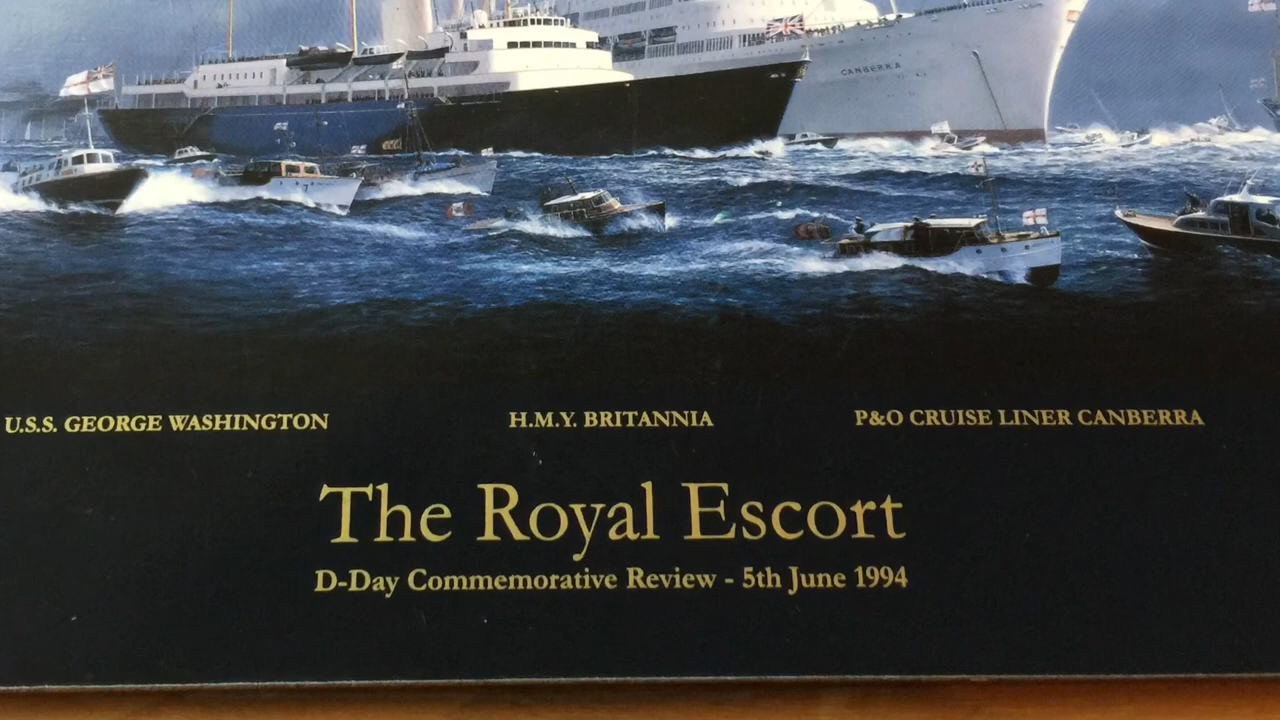 CANBERRA
U.S.S. GEORGE WASHINGTON
H.M.Y. BRITANNIA
P&O CRUISE LINER CANBERRA
The Royal Escort
D-Day Commemorative Review - 5th June 1994